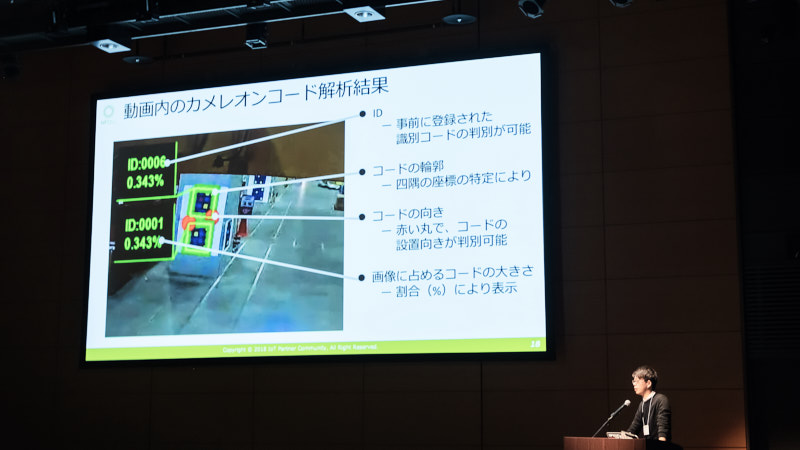 動画内のカメレオンコード解析結果
ID:0006
0.343%
ID:0001
0.343%
ID
ー 事前に登録された
識別コードの判別が可能
コードの輪郭
ー 四隅の座標の特定により
コードの向き
ー 赤い丸で、コードの
設置向きが判別可能
画像に占めるコードの大きさ
ー 割合（%）により表示
Copyright © 2018 IoT Partner Community. All Right Reserved.
18